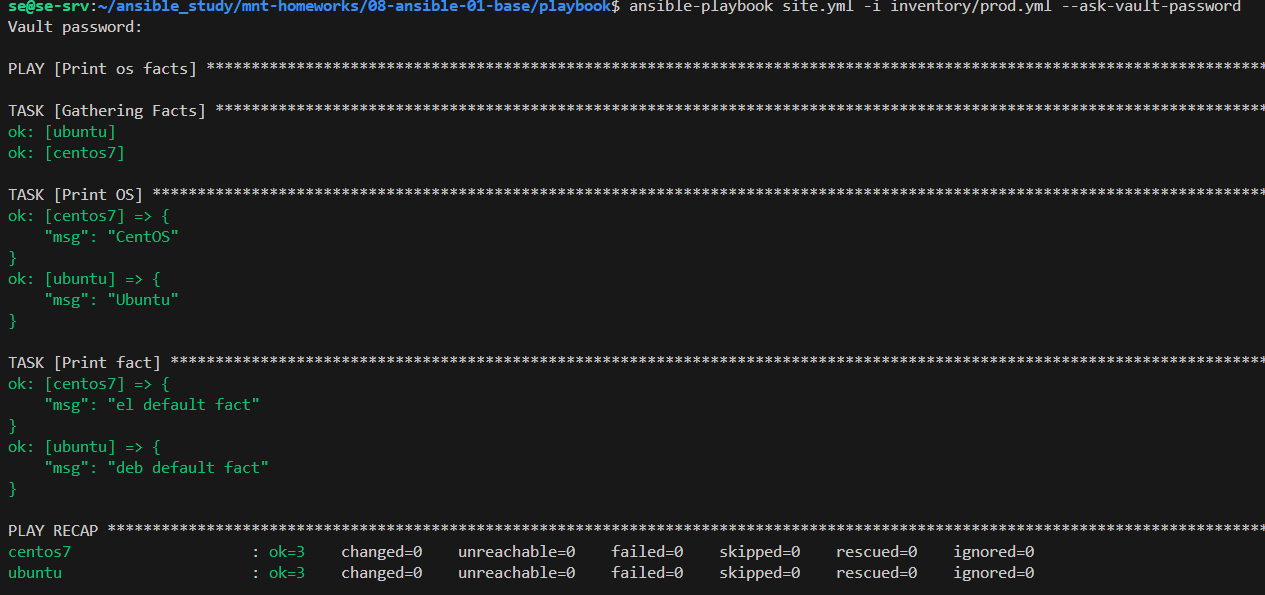 se@se-srv:~/ansible_study/mnt-homeworks/08-ansible-01-base/playbook$ ansible-playbook site.yml -i inventory/prod.yml --ask-vault-password
Vault password:

PLAY [Print os facts] **********************************************************************************************************************

TASK [Gathering Facts] *********************************************************************************************************************
ok: [ubuntu]
ok: [centos7]

TASK [Print OS] ****************************************************************************************************************************
ok: [centos7] => {
    "msg": "CentOS"
}
ok: [ubuntu] => {
    "msg": "Ubuntu"
}

TASK [Print fact] **************************************************************************************************************************
ok: [centos7] => {
    "msg": "el default fact"
}
ok: [ubuntu] => {
    "msg": "deb default fact"
}

PLAY RECAP *********************************************************************************************************************************
centos7                    : ok=3    changed=0    unreachable=0    failed=0    skipped=0    rescued=0    ignored=0
ubuntu                     : ok=3    changed=0    unreachable=0    failed=0    skipped=0    rescued=0    ignored=0